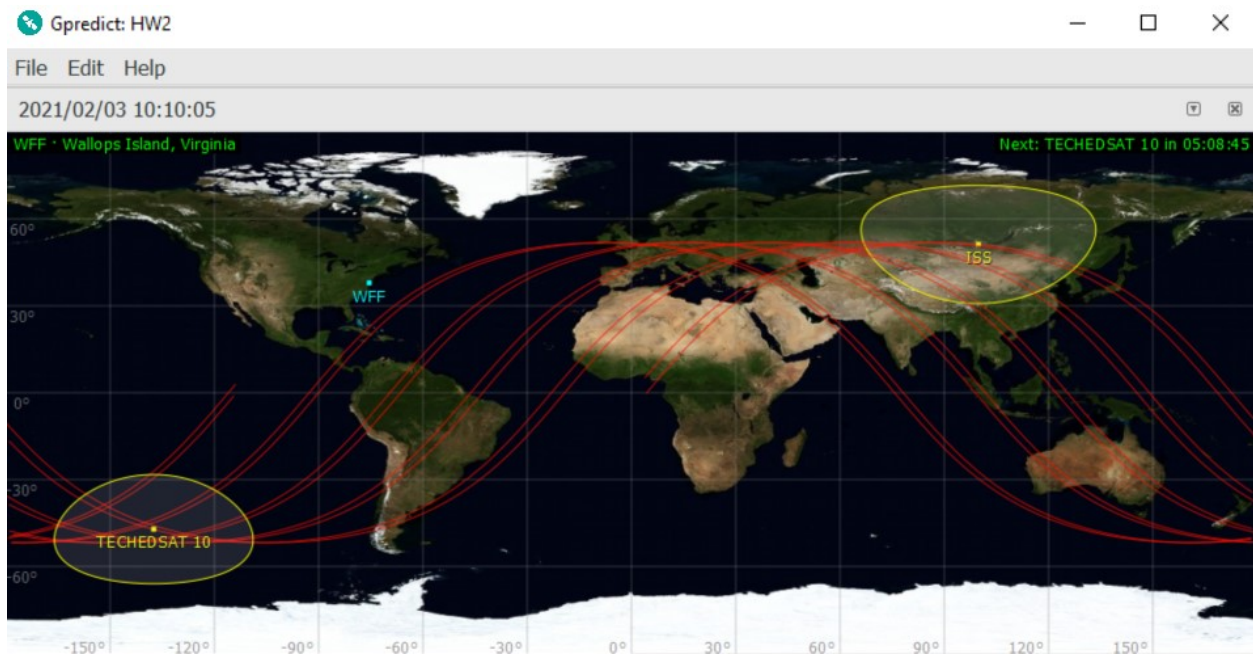 Gpredict: HW2
File Edit Help
2021/02/03 10:10:05
WFF · Wallops Island, Virginia
Next: TECHEDSAT 10 in 05:08:45
60°
ISS
WFF
30°
0°
-30°
TECHEDSAT 10
-60°
-150° -120° -90° -60° -30° 0° 30° 60° 90° 120° 150°